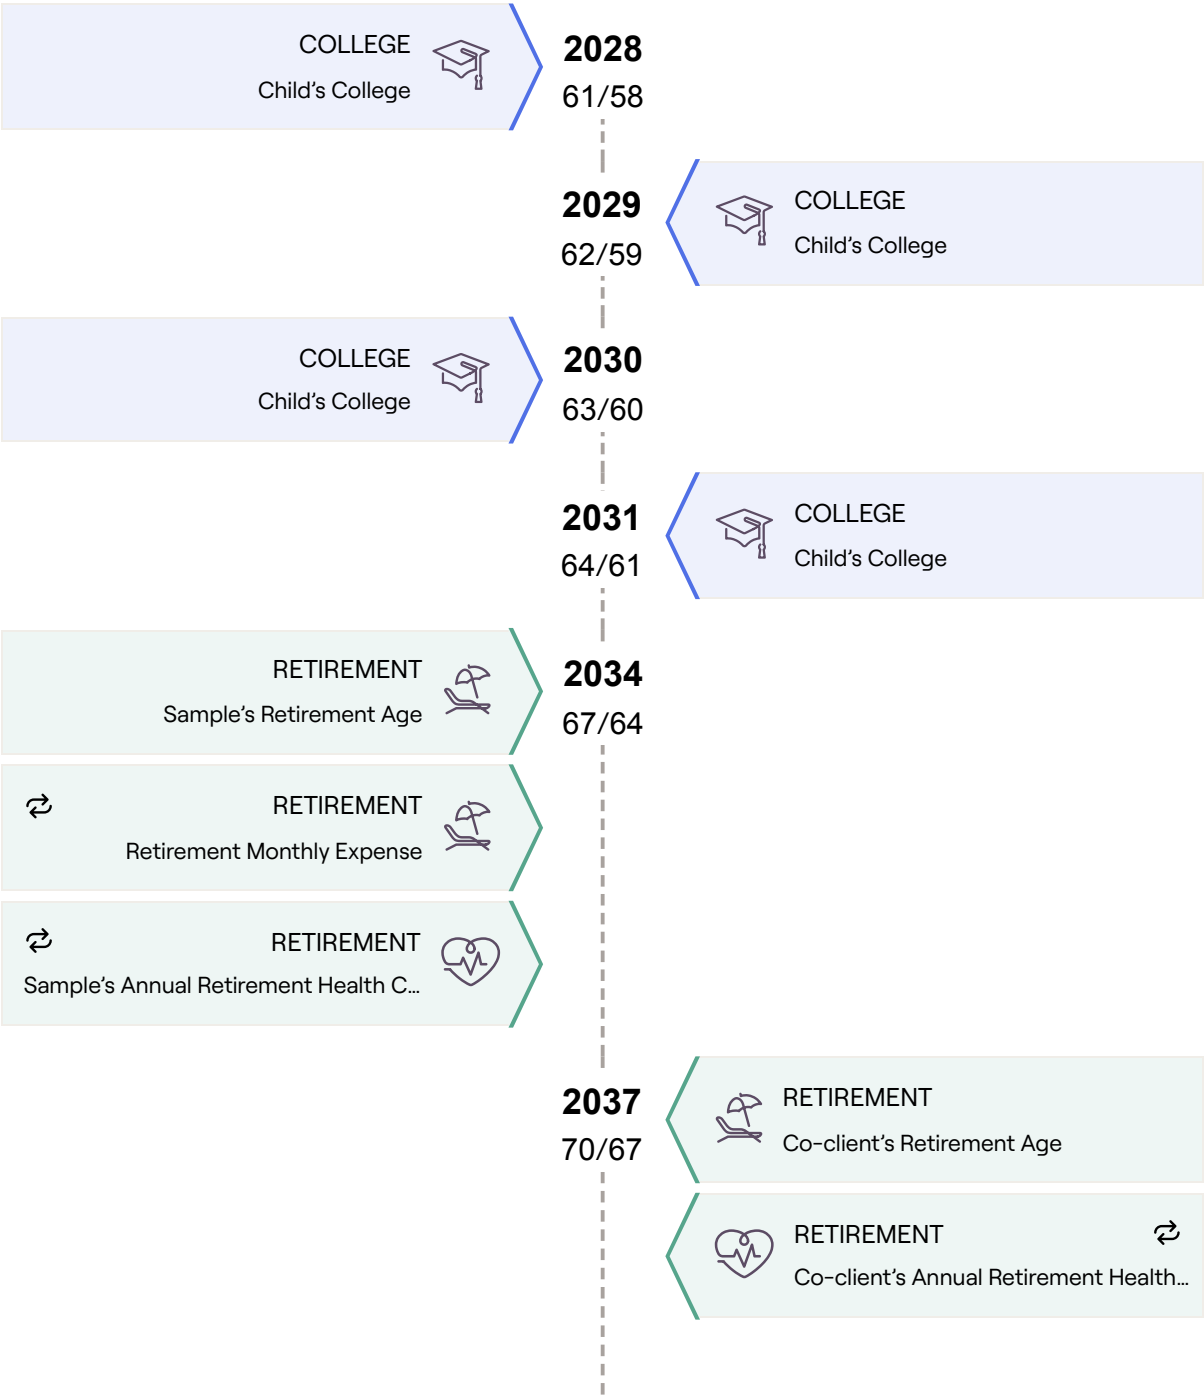 COLLEGE
Child’s College
2028
61/58
2029
62/59
COLLEGE
Child’s College
COLLEGE
Child’s College
2030
63/60
2031
64/61
COLLEGE
Child’s College
RETIREMENT
Sample’s Retirement Age
2034
67/64
RETIREMENT
Retirement Monthly Expense
RETIREMENT
Sample’s Annual Retirement Health C...
2037
70/67
RETIREMENT
Co-client’s Retirement Age
RETIREMENT
Co-client’s Annual Retirement Health...